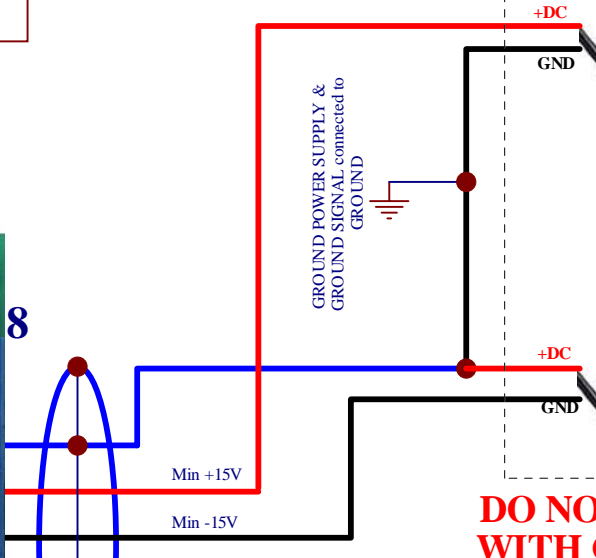 +DC
GND
GROUND POWER SUPPLY &
GROUND SIGNAL connected to
GROUND
8
+DC
GND
Min +15V
Min -15V
DO NO
WITH